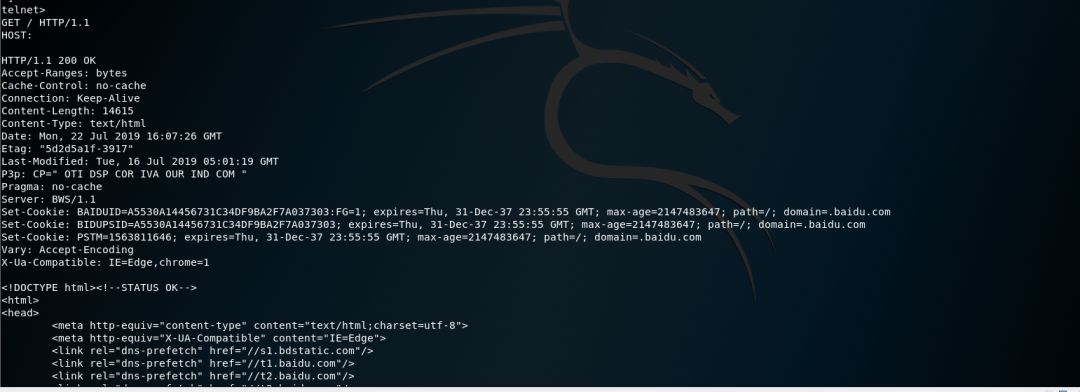 telnet>
GET / HTTP/1.1
HOST:
HTTP/1.1 200 OK
Accept-Ranges: bytes
Cache-Control: no-cache
Connection: Keep-Alive
Content-Length: 14615
Content-Type: text/html
Date: Mon, 22 Jul 2019 16:07:26 GMT
Etag: "5d2d5a1f-3917"
Last-Modified: Tue, 16 Jul 2019 05:01:19 GMT
P3p: CP=" OTI DSP COR IVA OUR IND COM "
Pragma: no-cache
Server: BWS/1.1
Set-Cookie: BAIDUID=A5530A14456731C34DF9BA2F7A037303:FG=1; expires=Thu, 31-Dec-37 23:55:55 GMT; max-age=2147483647; path=/; domain=.baidu.com
Set-Cookie: BIDUPSID=A5530A14456731C34DF9BA2F7A037303; expires=Thu, 31-Dec-37 23:55:55 GMT; max-age=2147483647; path=/; domain=.baidu.com
Set-Cookie: PSTM=1563811646; expires=Thu, 31-Dec-37 23:55:55 GMT; max-age=2147483647; path=/; domain=.baidu.com
Vary: Accept-Encoding
X-Ua-Compatible: IE=Edge,chrome=1
<!DOCTYPE html><!--STATUS OK-->
<html>
<head>
<meta http-equiv="content-type" content="text/html;charset=utf-8">
<meta http-equiv="X-UA-Compatible" content="IE=Edge">
<link rel="dns-prefetch" href="//s1.bdstatic.com"/>
<link rel="dns-prefetch" href="//t1.baidu.com"/>
<link rel="dns-prefetch" href="//t2.baidu.com"/>